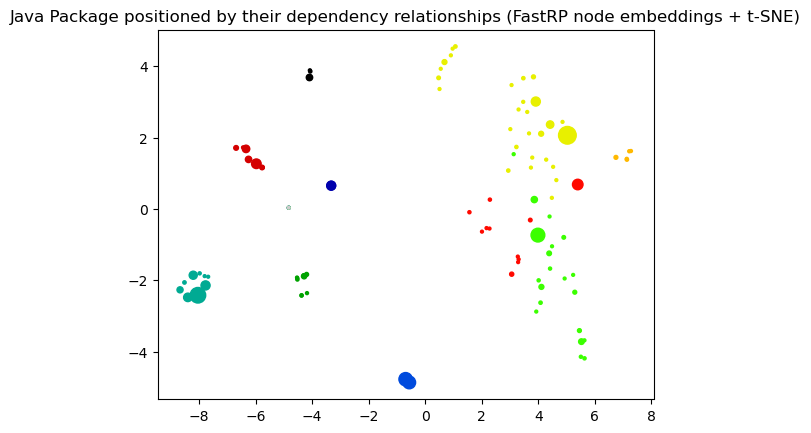 Java Package positioned by their dependency relationships (FastRP node embeddings + t-SNE)
4
2
0
−2
−4
−8 −6 −4 −2 0 2 4 6 8